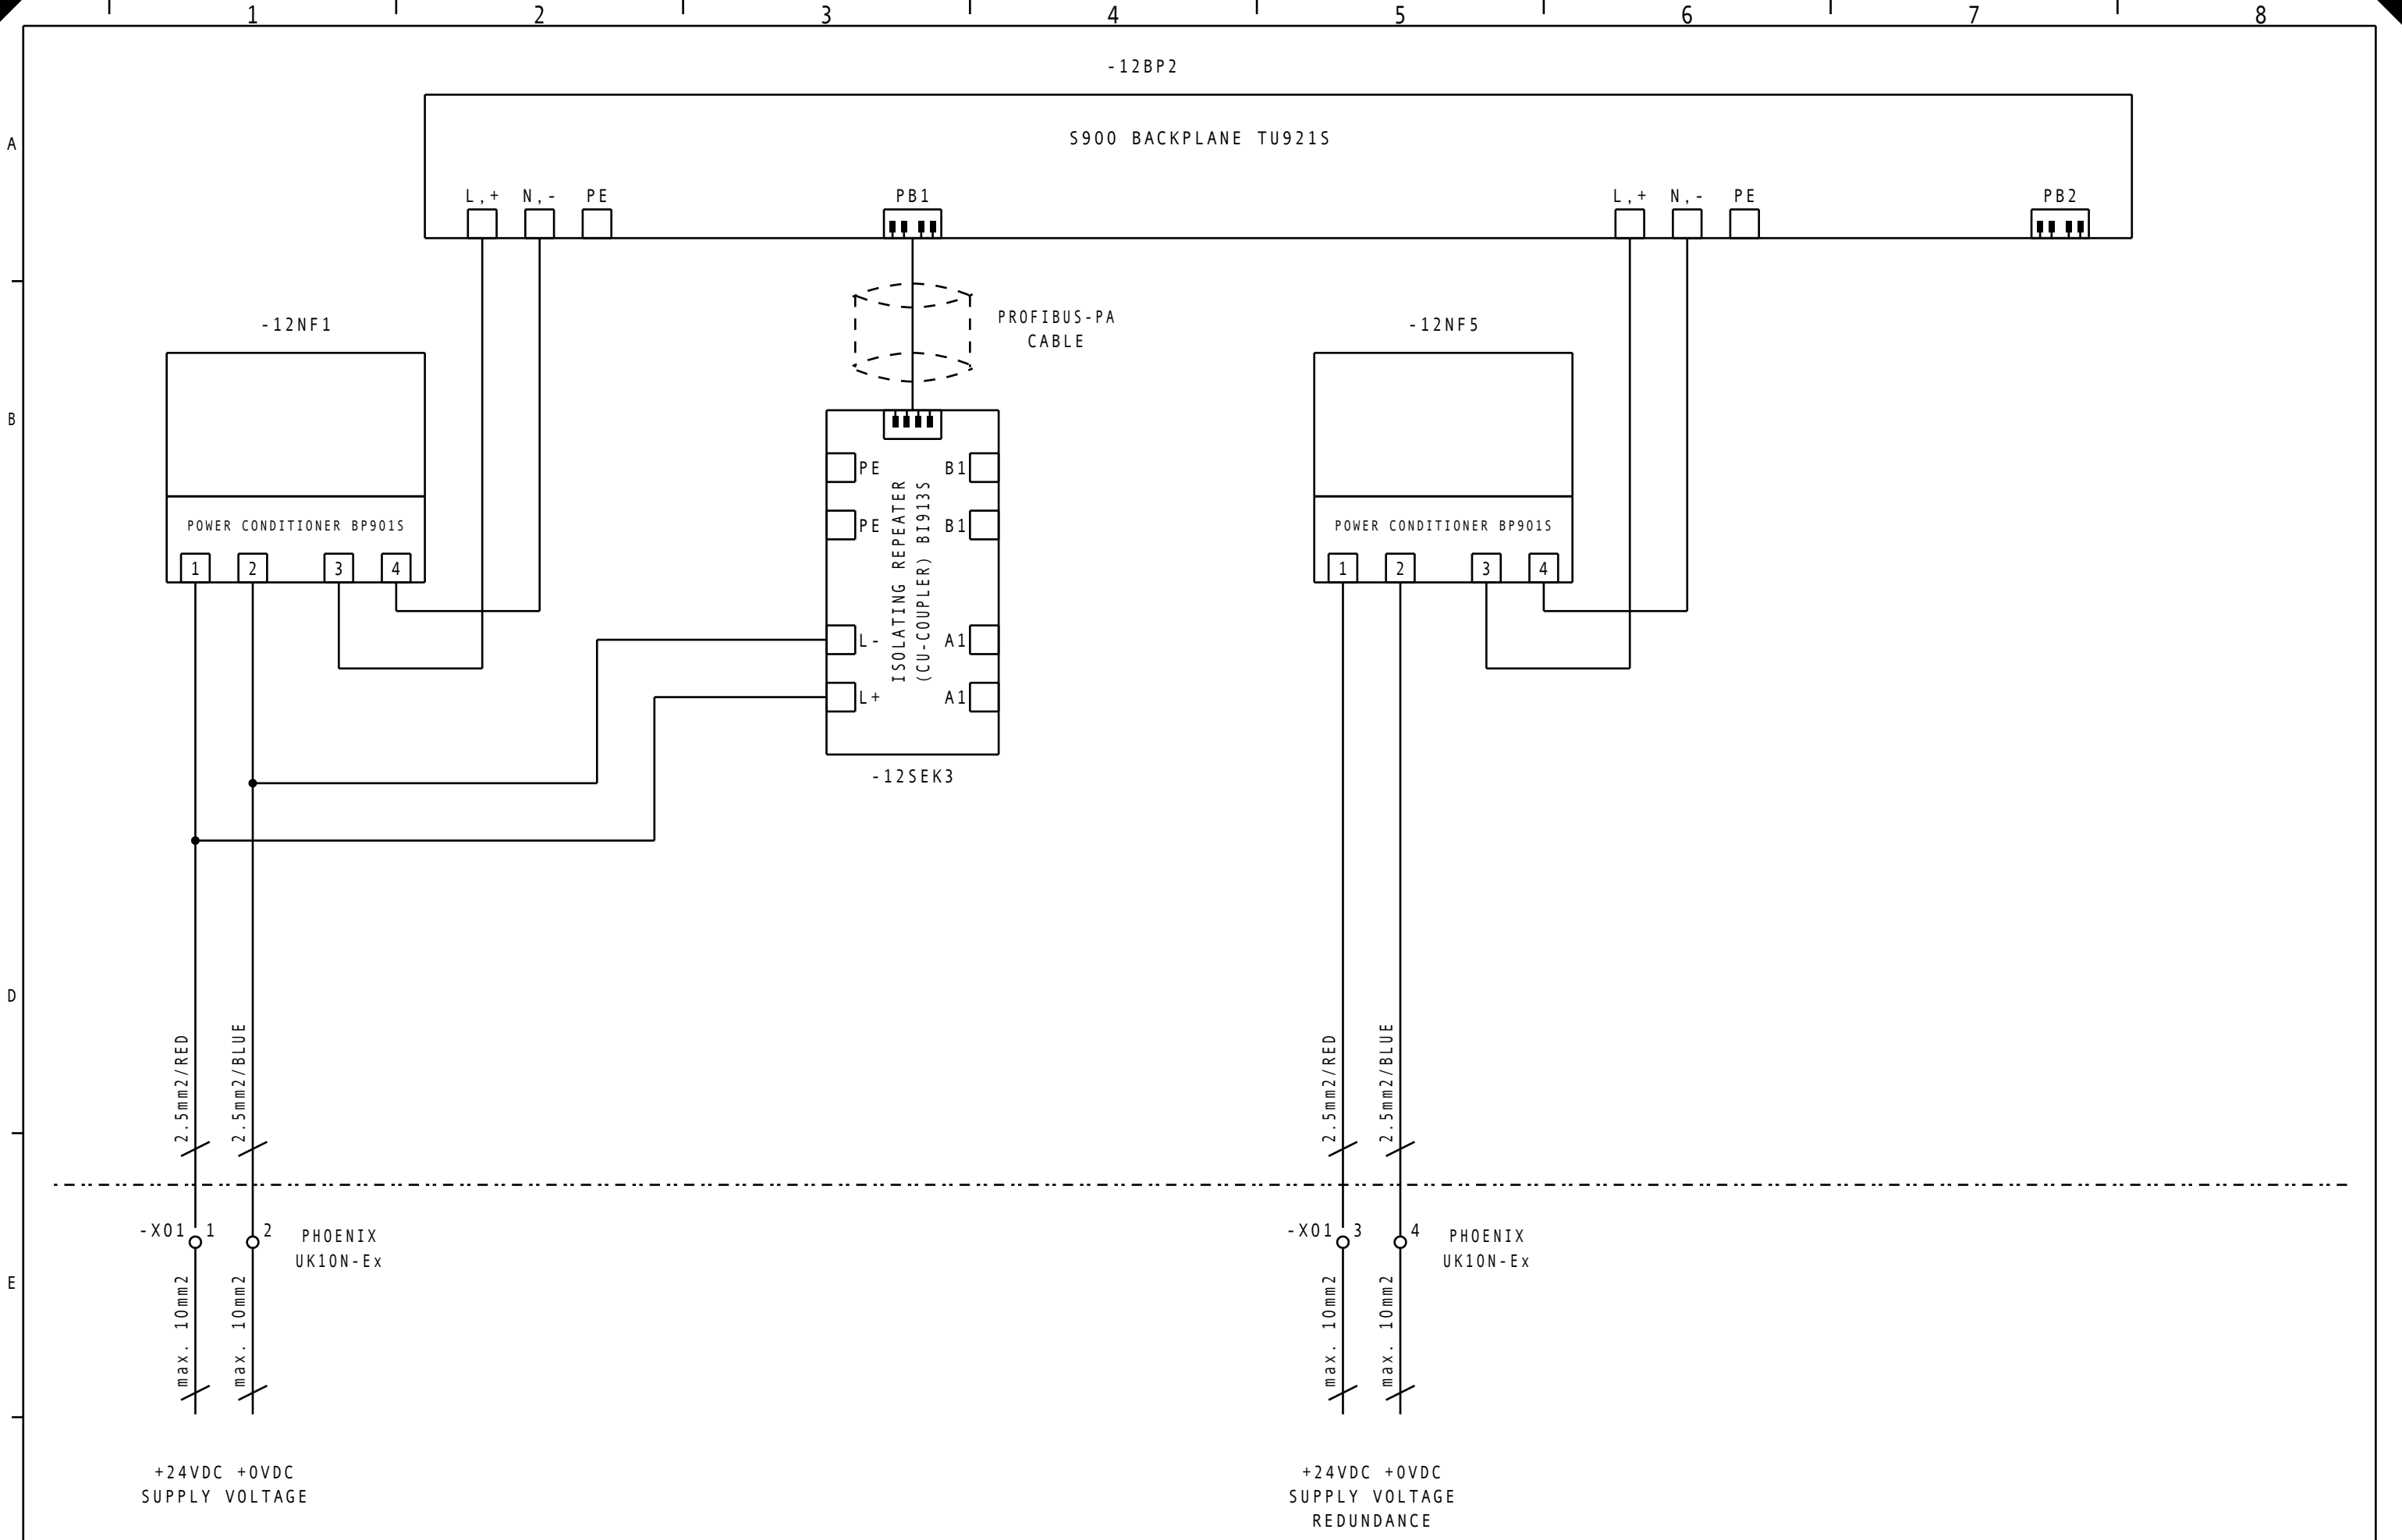 1 2 3 4 5 6 7 8
-12BP2
A
S900 BACKPLANE TU921S
L,+ N,- PE PB1 L,+ N,- PE PB2
PROFIBUS-PA
CABLE
-12NF1
-12NF5
B
POWER CONDITIONER BP901S
1 2 3 4
PE B1
PE B1
L- A1
L+ A1
ISOLATING REPEATER
(CU-COUPLER) BI913S
-12SEK3
POWER CONDITIONER BP901S
1 2 3 4
D
2.5mm2/RED
2.5mm2/BLUE
2.5mm2/RED
2.5mm2/BLUE
-X01 1 2
PHOENIX
UK10N-Ex
-X01 3 4
PHOENIX
UK10N-Ex
E
max. 10mm2
max. 10mm2
max. 10mm2
max. 10mm2
+24VDC +0VDC
SUPPLY VOLTAGE
+24VDC +0VDC
SUPPLY VOLTAGE
REDUNDANCE